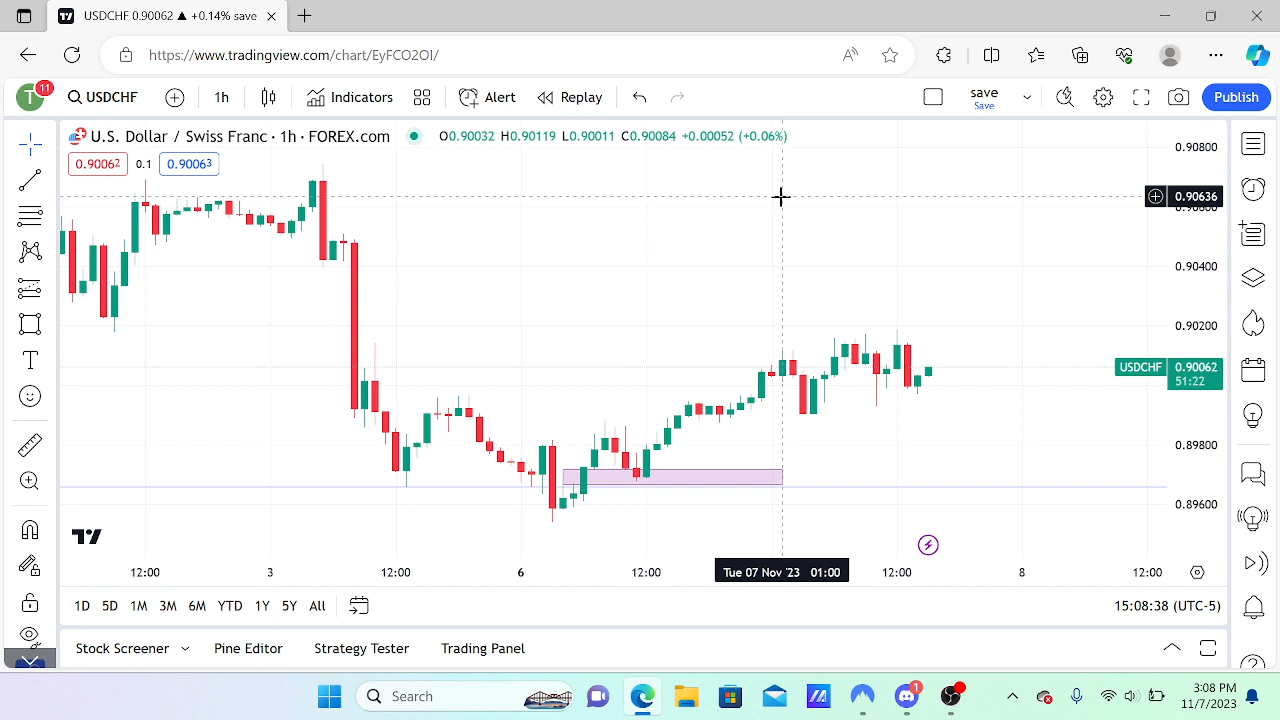 USDCHF 0.90062 ▲ +0.14% save
https://www.tradingview.com/chart/EyFCO2OI/
T 11 USDCHF 1h Indicators Alert Replay save Save Publish
U.S. Dollar / Swiss Franc · 1h · FOREX.com O0.90032 H0.90119 L0.90011 C0.90084 +0.00052 (+0.06%)
0.90062 0.1 0.90063
0.90800
0.90636
0.90400
0.90200
USDCHF 0.90062
51:22
0.89800
0.89600
12:00 3 12:00 6 12:00 Tue 07 Nov '23 01:00 12:00 8 12:00
1D 5D 1M 3M 6M YTD 1Y 5Y All 15:08:38 (UTC-5)
Stock Screener Pine Editor Strategy Tester Trading Panel
Search 1 3:08 PM
11/7/2023